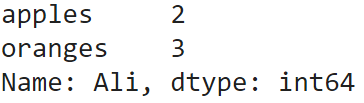 apples     2
oranges    3
Name: Ali, dtype: int64